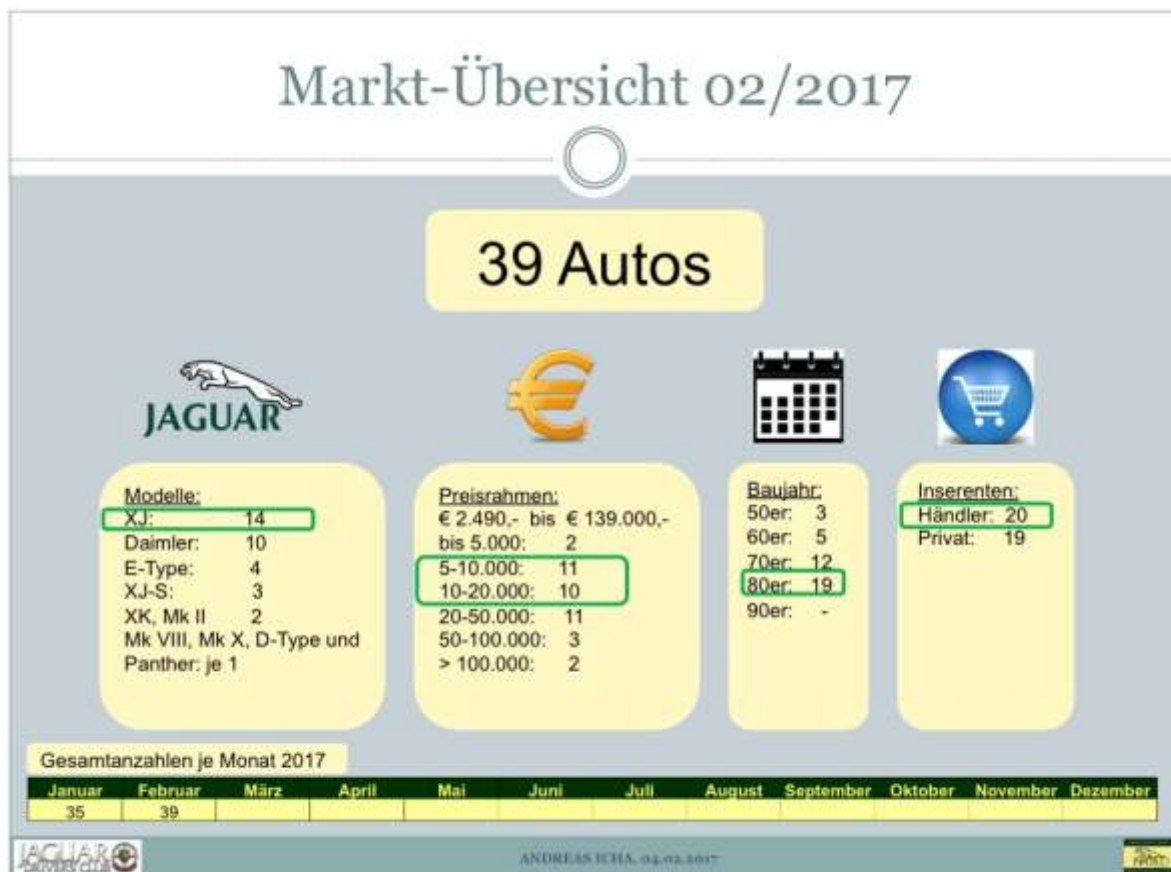 Markt-Übersicht 02/2017
39 Autos
JAGUAR
Modelle:
XJ: 14
Daimler: 10
E-Type: 4
XJ-S: 3
XK, Mk II 2
Mk VIII, Mk X, D-Type und
Panther: je 1
Preisrahmen:
€ 2.490,- bis € 139.000,-
bis 5.000: 2
5-10.000: 11
10-20.000: 10
20-50.000: 11
50-100.000: 3
> 100.000: 2
Baujahr:
50er: 3
60er: 5
70er: 12
80er: 19
90er: -
Inserenten:
Händler: 20
Privat: 19
Gesamtanzahlen je Monat 2017
Januar Februar März April Mai Juni Juli August September Oktober November Dezember
35 39
JAGUAR
DRIVERS CLUB
ANDREAS ICHA, 04.02.2017